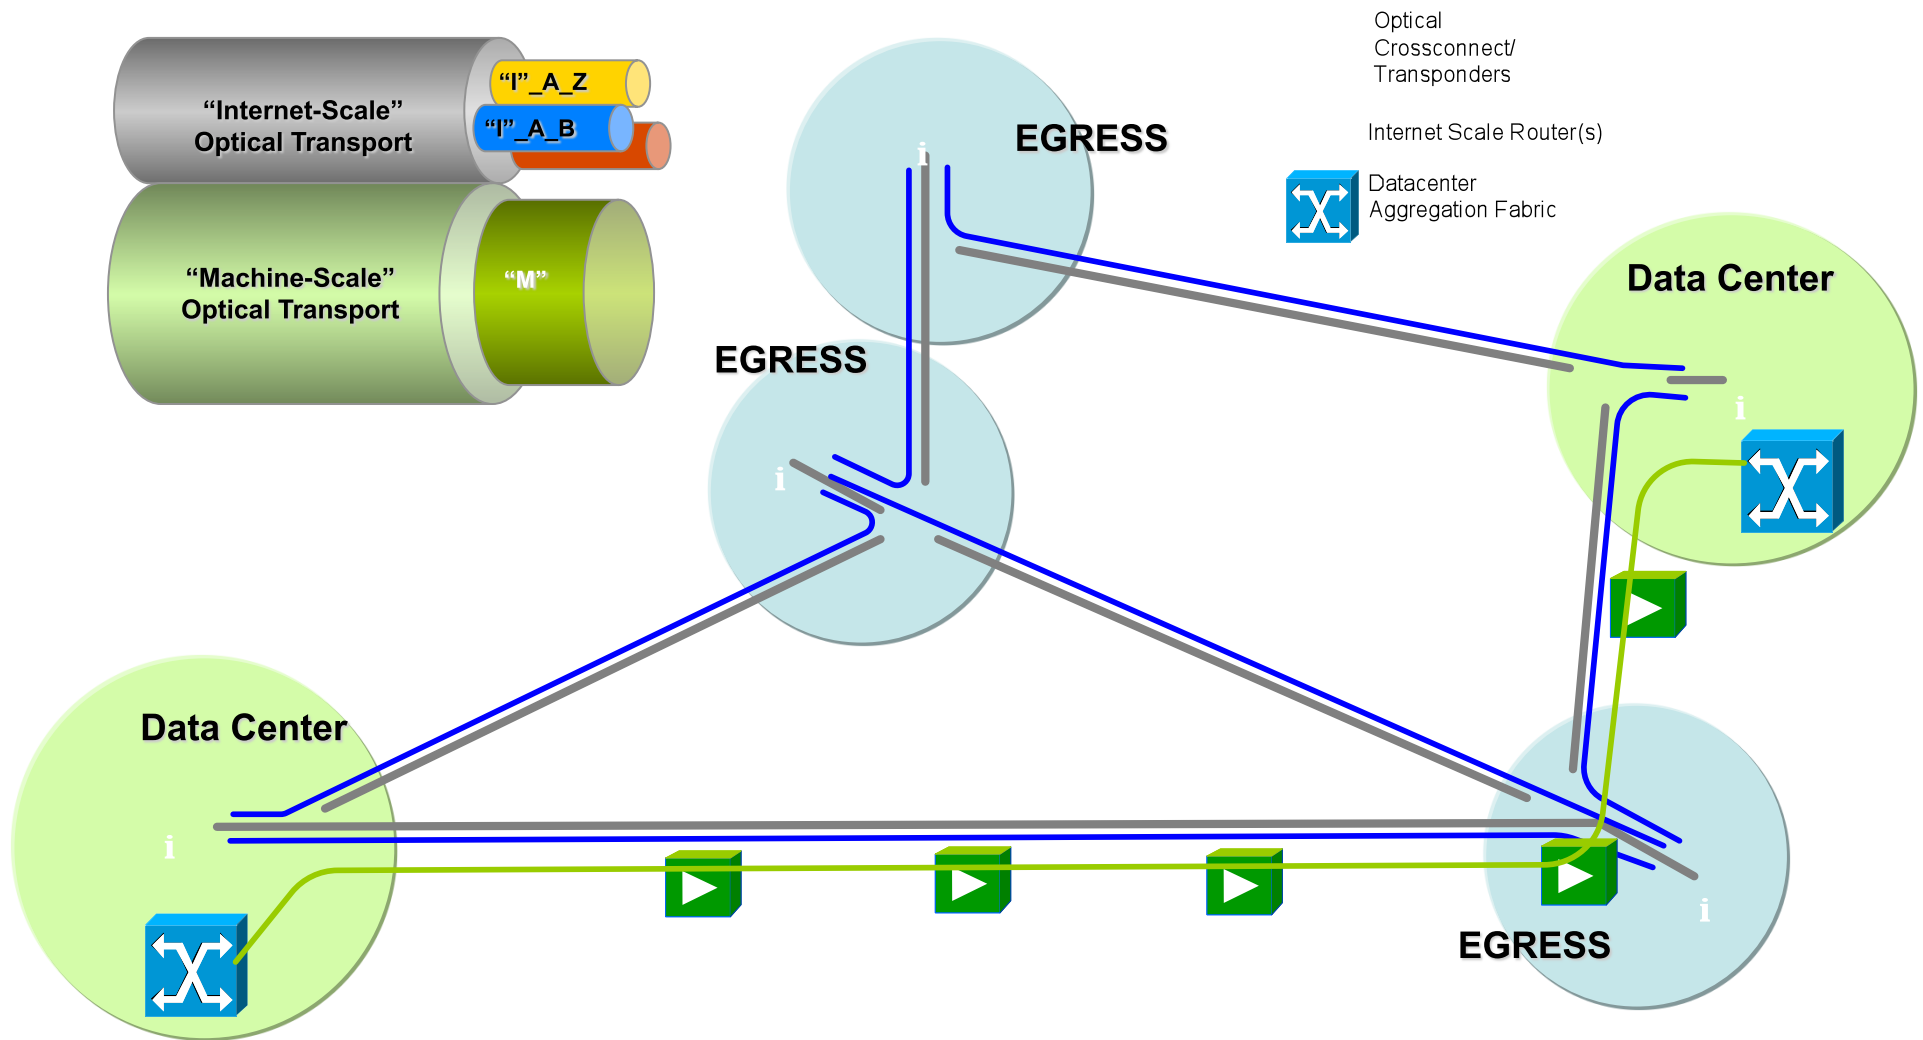 “Internet-Scale”
Optical Transport
“I”_A_Z
“I”_A_B
“Machine-Scale”
Optical Transport
“M”
Optical
Crossconnect/
Transponders
Internet Scale Router(s)
Datacenter
Aggregation Fabric
i
EGRESS
Data Center
i
EGRESS
i
Data Center
i
EGRESS
i